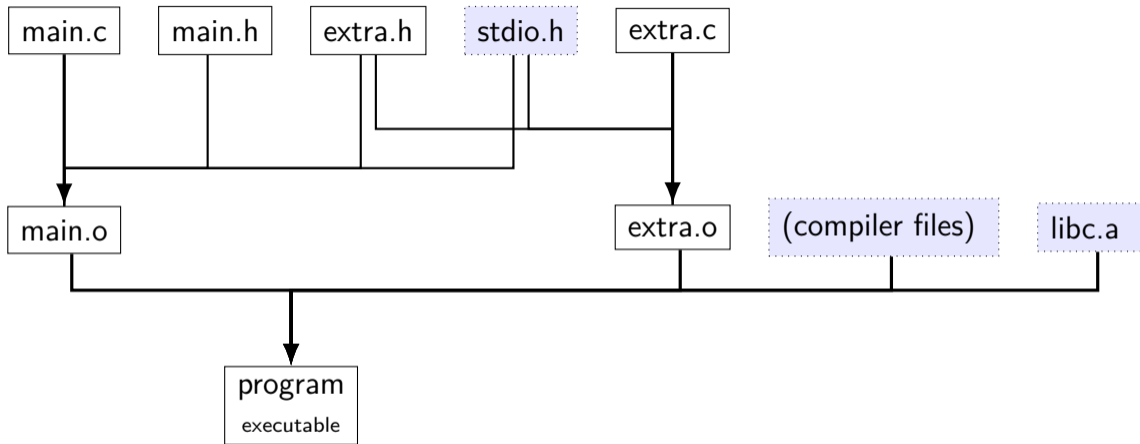 main.c
main.h
extra.h
stdio.h
extra.c
main.o
extra.o
(compiler files)
libc.a
program
executable